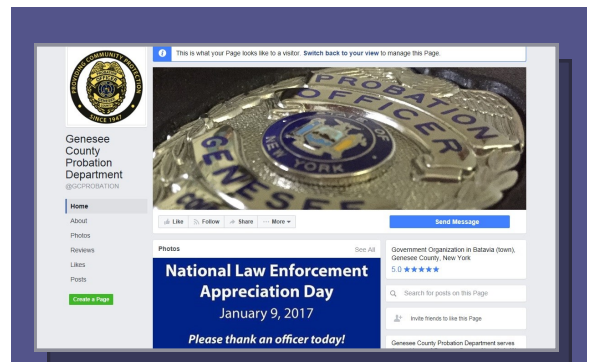 This is what your Page looks like to a visitor. Switch back to your view to manage this Page.
PROVIDING COMMUNITY PROTECTION
PROBATION OFFICER
SINCE 1947
PROBATION
OFFICER
OF
NEW YORK
GENESEE
Genesee
County
Probation
Department
@GCPROBATION
Home
About
Photos
Reviews
Likes
Posts
Create a Page
Like Follow Share More
Send Message
Photos See All
National Law Enforcement
Appreciation Day
January 9, 2017
Please thank an officer today!
Government Organization in Batavia (town),
Genesee County, New York
5.0
Search for posts on this Page
Invite friends to like this Page
Genesee County Probation Department serves